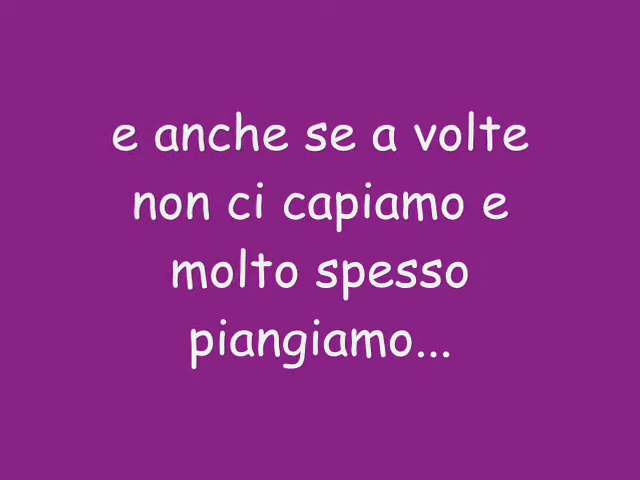 e anche se a volte
non ci capiamo e
molto spesso
piangiamo...